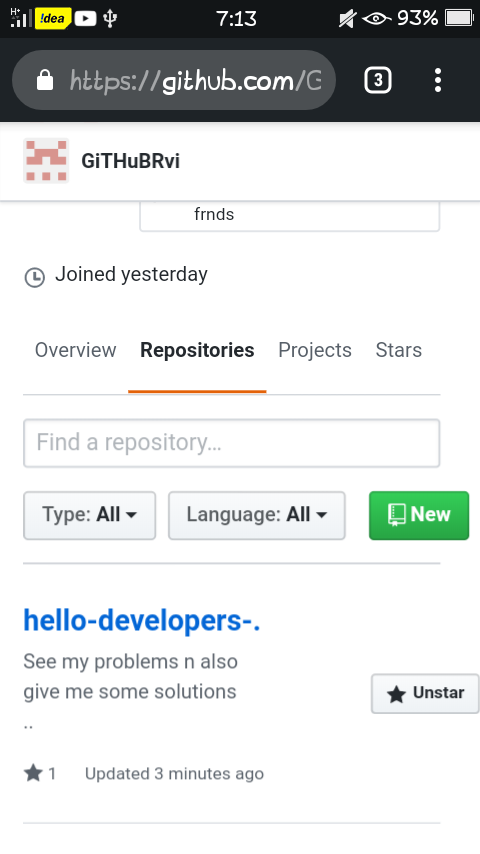 H+ !dea 7:13 93%
https://github.com/G 3
GiTHuBRvi
frnds
Joined yesterday
Overview Repositories Projects Stars
Find a repository...
Type: All Language: All New
hello-developers-.
See my problems n also
give me some solutions
..
Unstar
1 Updated 3 minutes ago